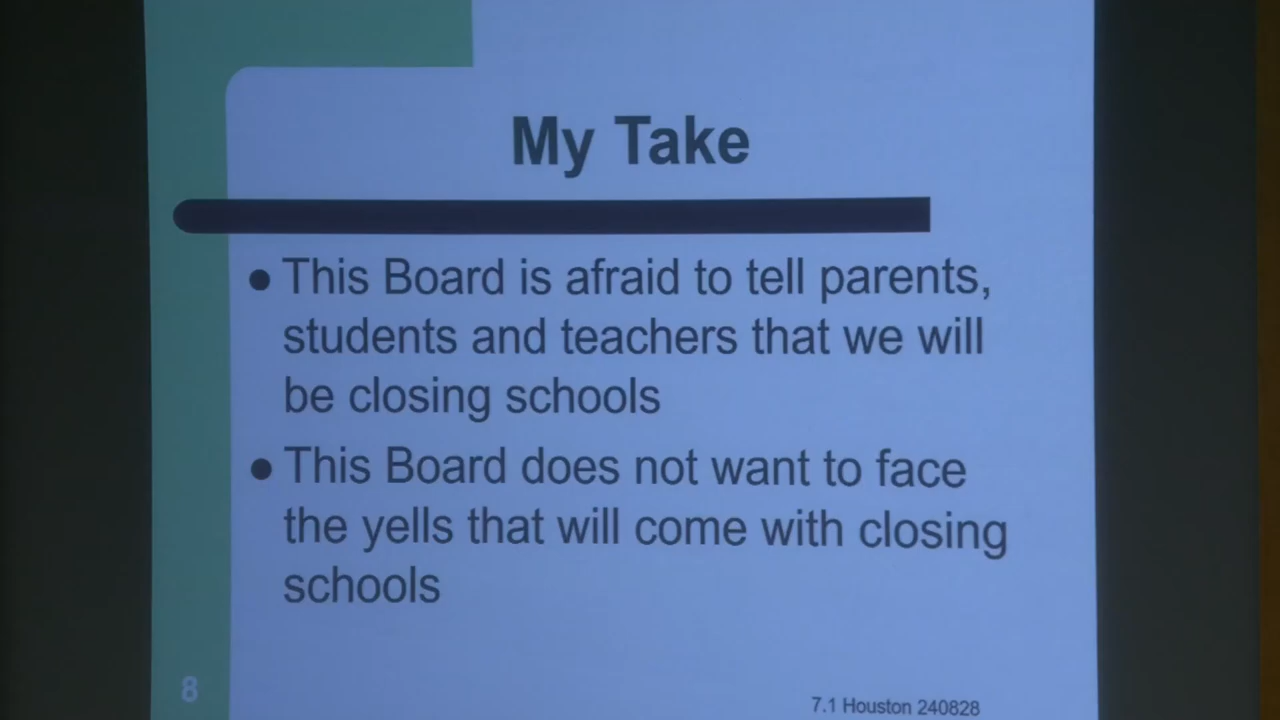 My Take
• This Board is afraid to tell parents,
students and teachers that we will
be closing schools
• This Board does not want to face
the yells that will come with closing
schools
8
7.1 Houston 240828